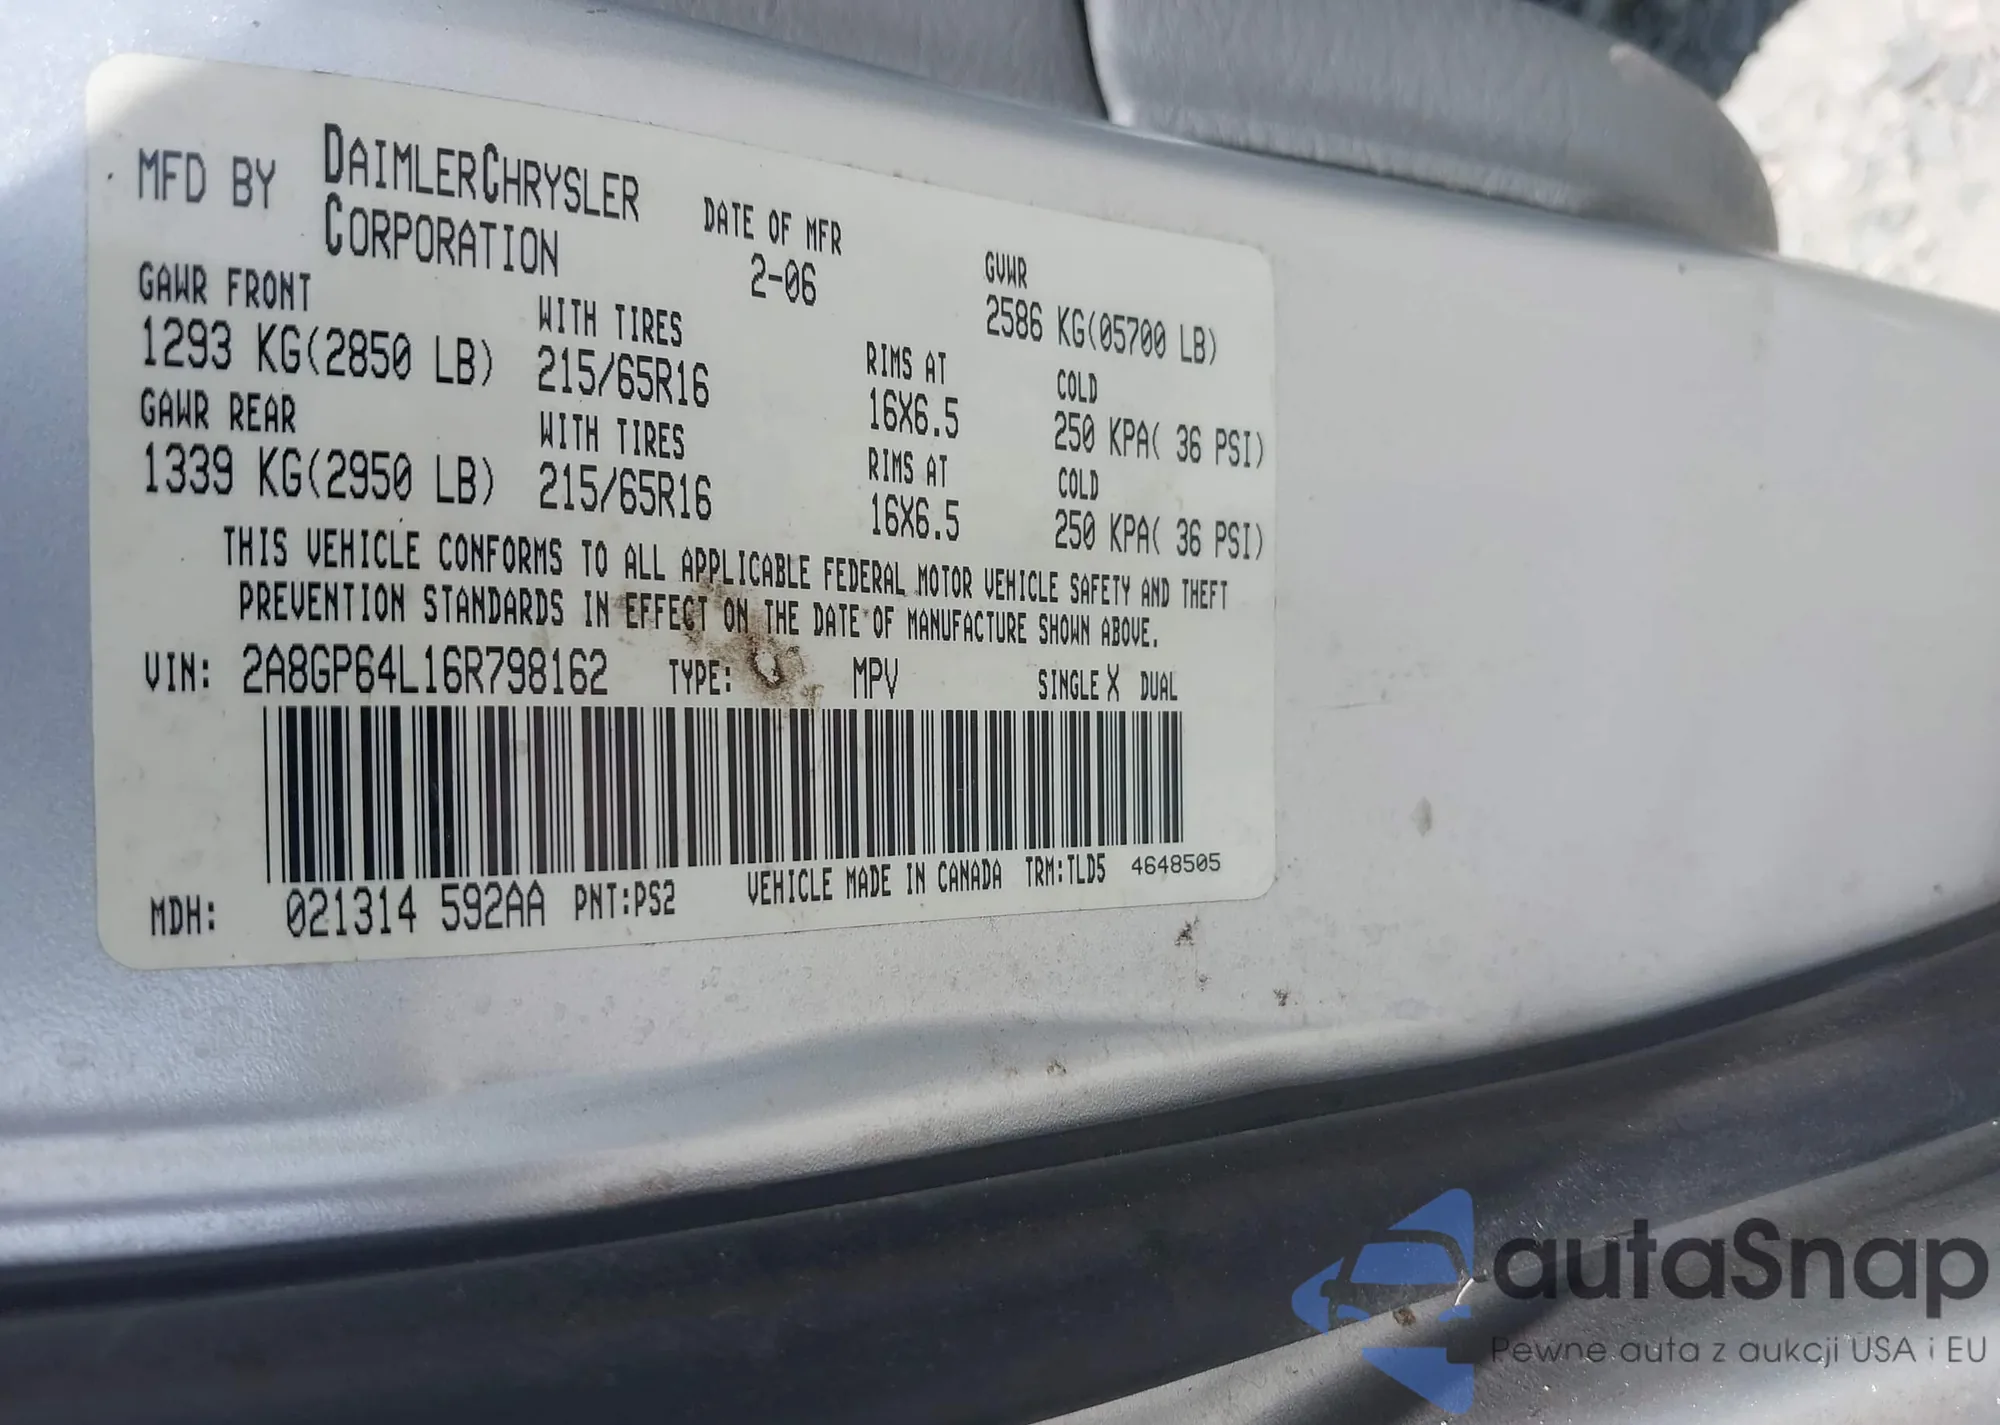 MFD BY DAIMLERCHRYSLER CORPORATION
DATE OF MFR 2-06
GVWR 2586 KG(05700 LB)
GAWR FRONT WITH TIRES RIMS AT COLD
1293 KG(2850 LB) 215/65R16 16X6.5 250 KPA( 36 PSI)
GAWR REAR WITH TIRES RIMS AT COLD
1339 KG(2950 LB) 215/65R16 16X6.5 250 KPA( 36 PSI)
THIS VEHICLE CONFORMS TO ALL APPLICABLE FEDERAL MOTOR VEHICLE SAFETY AND THEFT
PREVENTION STANDARDS IN EFFECT ON THE DATE OF MANUFACTURE SHOWN ABOVE.
VIN: 2A8GP64L16R798162 TYPE: MPV SINGLE X DUAL
MDH: 021314 592AA PNT:PS2 VEHICLE MADE IN CANADA TRM:TLD5 4648505
autaSnap
Pewne auta z aukcji USA i EU